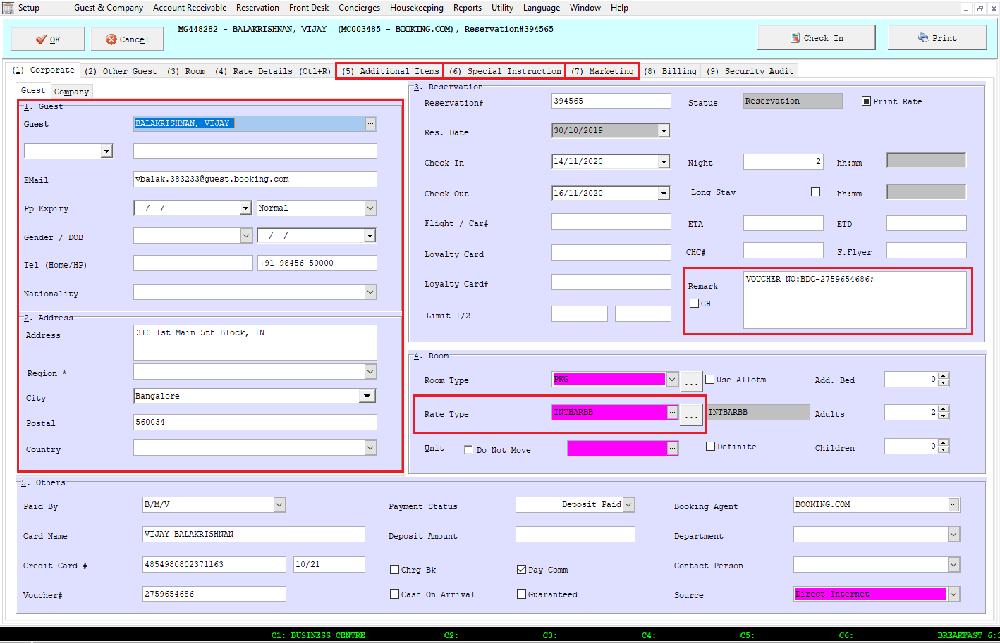 Setup Guest & Company Account Receivable Reservation Front Desk Concierges Housekeeping Reports Utility Language Window Help
OK Cancel MG448282 - BALAKRISHNAN, VIJAY (MC003485 - BOOKING.COM), Reservation#394565 Check In Print
(1) Corporate (2) Other Guest (3) Room (4) Rate Details (Ctl+R) (5) Additional Items (6) Special Instruction (7) Marketing (8) Billing (9) Security Audit
Guest Company
1. Guest
Guest BALAKRISHNAN, VIJAY ...
EMail vbalak.383233@guest.booking.com
Pp Expiry / / Normal
Gender / DOB / /
Tel (Home/HP) +91 98456 50000
Nationality
2. Address
Address 310 1st Main 5th Block, IN
Region *
City Bangalore
Postal 560034
Country
3. Reservation
Reservation# 394565 Status Reservation Print Rate
Res. Date 30/10/2019
Check In 14/11/2020 Night 2 hh:mm
Check Out 16/11/2020 Long Stay hh:mm
Flight / Car# ETA ETD
Loyalty Card CHC# F.Flyer
Loyalty Card# Remark VOUCHER NO:BDC-2759654686;
GH
Limit 1/2
4. Room
Room Type PKG ... Use Allotm Add. Bed 0
Rate Type INTBARBB ... ... INTBARBB Adults 2
Unit Do Not Move ... Definite Children 0
5. Others
Paid By B/M/V Payment Status Deposit Paid Booking Agent BOOKING.COM ...
Card Name VIJAY BALAKRISHNAN Deposit Amount Department
Credit Card # 4854980802371163 10/21 Chrg Bk Pay Comm Contact Person
Voucher# 2759654686 Cash On Arrival Guaranteed Source Direct Internet
C1: BUSINESS CENTRE C2: C3: C4: C5: C6: BREAKFAST